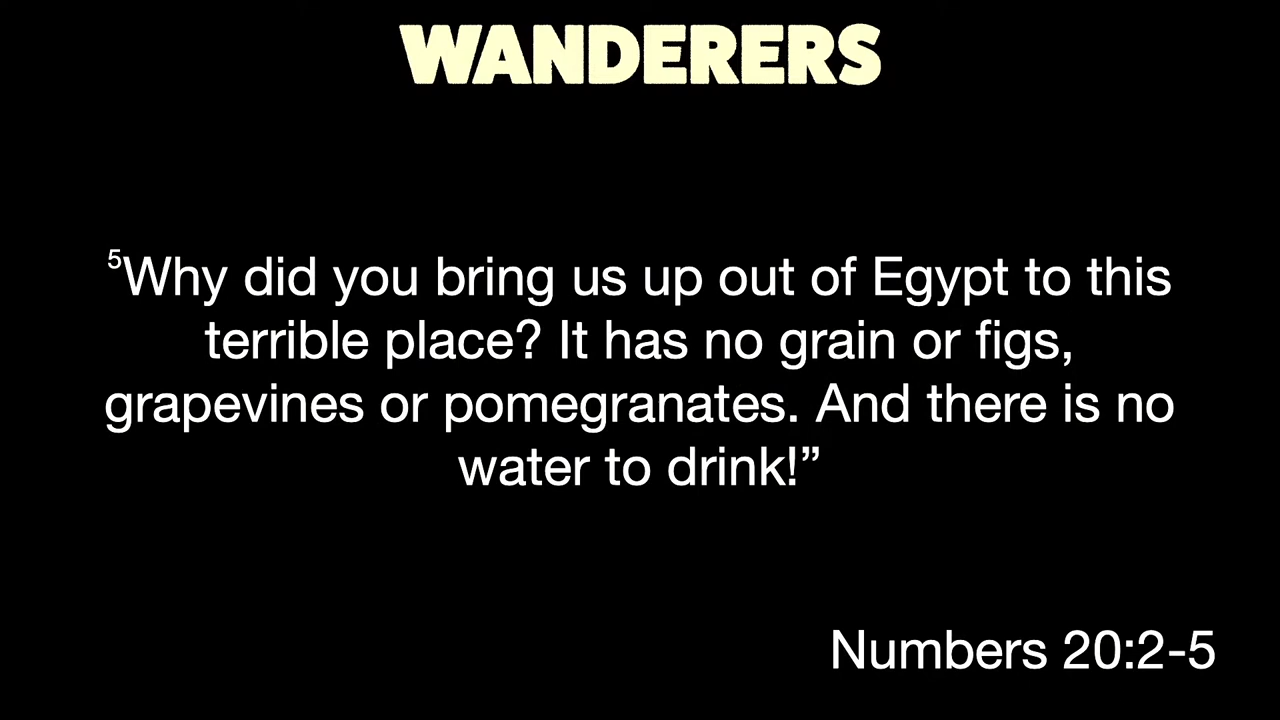 WANDERERS
⁵Why did you bring us up out of Egypt to this
terrible place? It has no grain or figs,
grapevines or pomegranates. And there is no
water to drink!”
Numbers 20:2-5